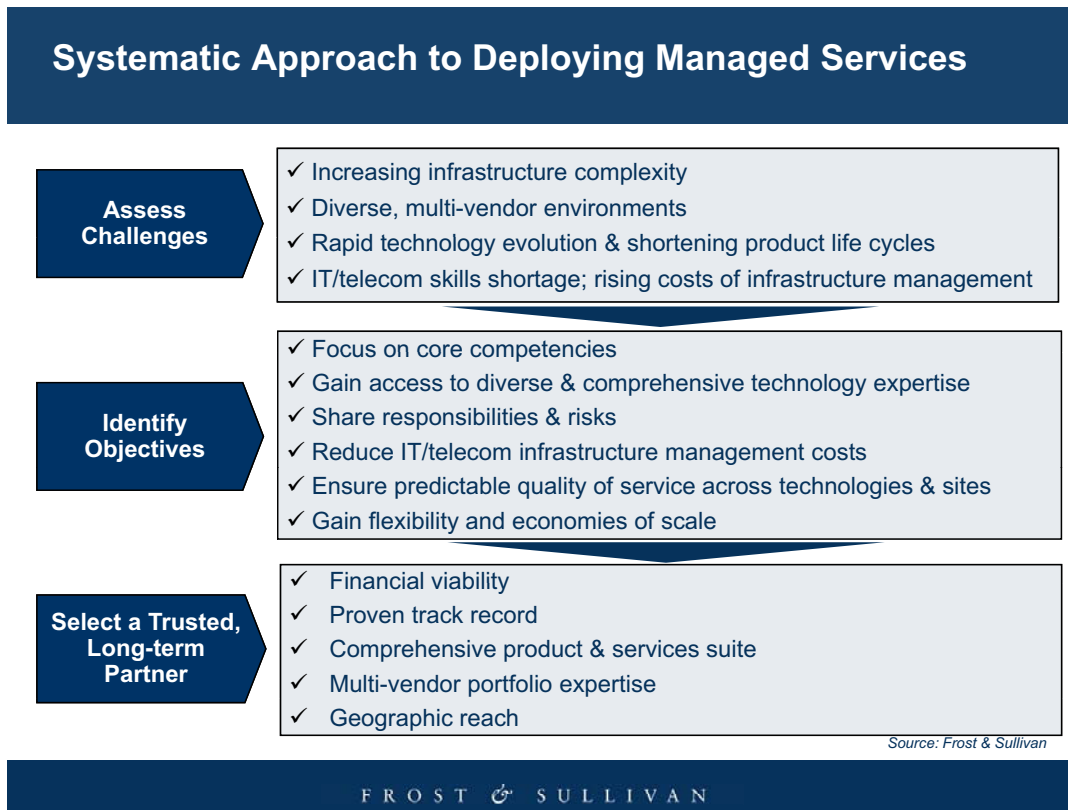 Systematic Approach to Deploying Managed Services
Assess
Challenges
✓ Increasing infrastructure complexity
✓ Diverse, multi-vendor environments
✓ Rapid technology evolution & shortening product life cycles
✓ IT/telecom skills shortage; rising costs of infrastructure management
Identify
Objectives
✓ Focus on core competencies
✓ Gain access to diverse & comprehensive technology expertise
✓ Share responsibilities & risks
✓ Reduce IT/telecom infrastructure management costs
✓ Ensure predictable quality of service across technologies & sites
✓ Gain flexibility and economies of scale
Select a Trusted,
Long-term
Partner
✓ Financial viability
✓ Proven track record
✓ Comprehensive product & services suite
✓ Multi-vendor portfolio expertise
✓ Geographic reach
Source: Frost & Sullivan
FROST & SULLIVAN